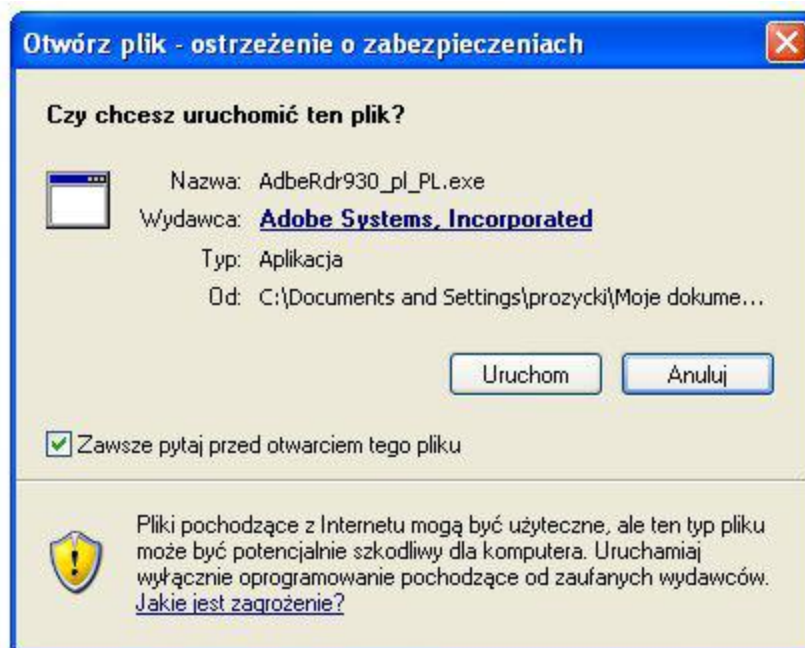 Otwórz plik - ostrzeżenie o zabezpieczeniach
Czy chcesz uruchomić ten plik?
Nazwa: AdbeRdr930_pl_PL.exe
Wydawca: Adobe Systems, Incorporated
Typ: Aplikacja
Od: C:\Documents and Settings\prozycki\Moje dokume...
Uruchom Anuluj
Zawsze pytaj przed otwarciem tego pliku
Pliki pochodzące z Internetu mogą być użyteczne, ale ten typ pliku
może być potencjalnie szkodliwy dla komputera. Uruchamiaj
wyłącznie oprogramowanie pochodzące od zaufanych wydawców.
Jakie jest zagrożenie?